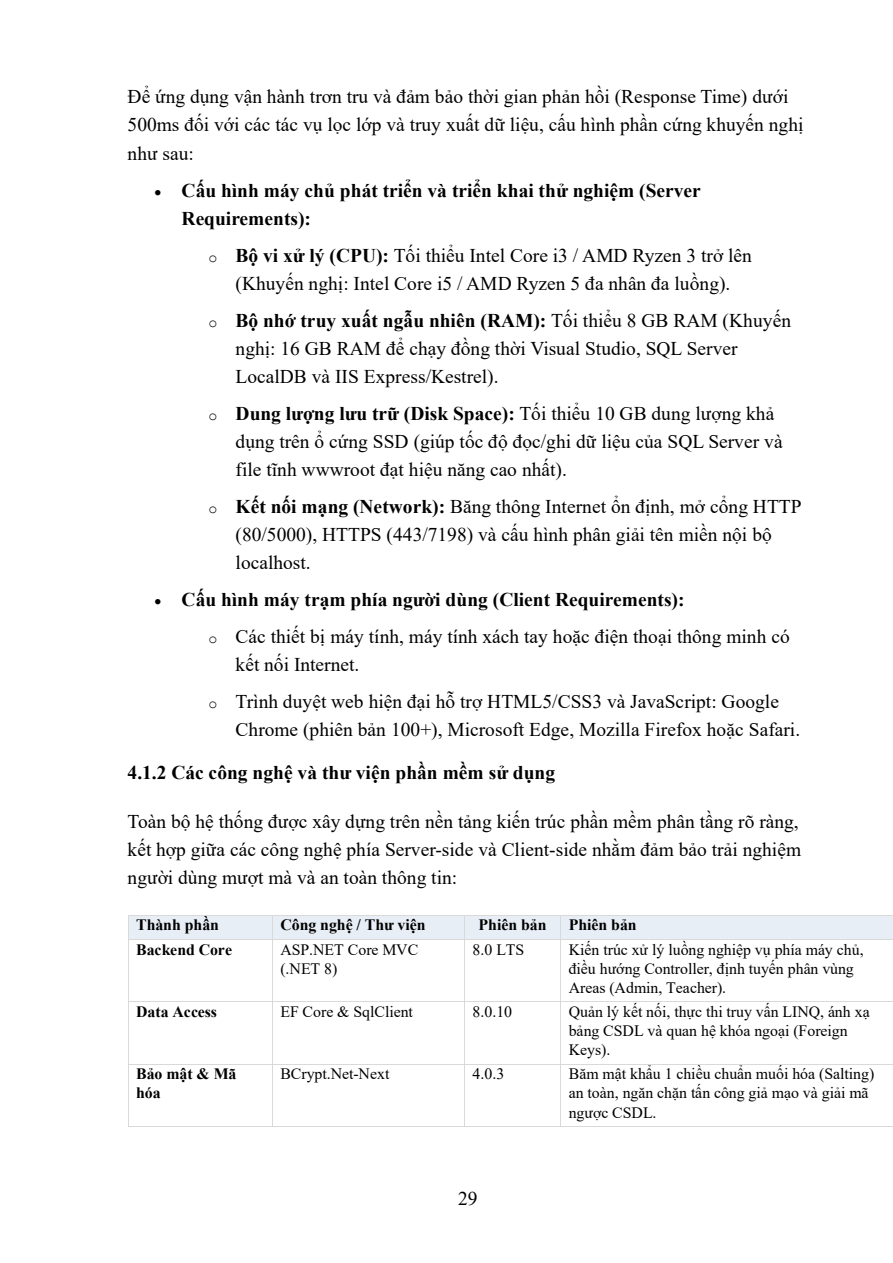 Để ứng dụng vận hành trơn tru và đảm bảo thời gian phản hồi (Response Time) dưới
500ms đối với các tác vụ lọc lớp và truy xuất dữ liệu, cấu hình phần cứng khuyến nghị
như sau:
• Cấu hình máy chủ phát triển và triển khai thử nghiệm (Server
Requirements):
o Bộ vi xử lý (CPU): Tối thiểu Intel Core i3 / AMD Ryzen 3 trở lên
(Khuyến nghị: Intel Core i5 / AMD Ryzen 5 đa nhân đa luồng).
o Bộ nhớ truy xuất ngẫu nhiên (RAM): Tối thiểu 8 GB RAM (Khuyến
nghị: 16 GB RAM để chạy đồng thời Visual Studio, SQL Server
LocalDB và IIS Express/Kestrel).
o Dung lượng lưu trữ (Disk Space): Tối thiểu 10 GB dung lượng khả
dụng trên ổ cứng SSD (giúp tốc độ đọc/ghi dữ liệu của SQL Server và
file tĩnh wwwroot đạt hiệu năng cao nhất).
o Kết nối mạng (Network): Băng thông Internet ổn định, mở cổng HTTP
(80/5000), HTTPS (443/7198) và cấu hình phân giải tên miền nội bộ
localhost.
• Cấu hình máy trạm phía người dùng (Client Requirements):
o Các thiết bị máy tính, máy tính xách tay hoặc điện thoại thông minh có
kết nối Internet.
o Trình duyệt web hiện đại hỗ trợ HTML5/CSS3 và JavaScript: Google
Chrome (phiên bản 100+), Microsoft Edge, Mozilla Firefox hoặc Safari.
4.1.2 Các công nghệ và thư viện phần mềm sử dụng
Toàn bộ hệ thống được xây dựng trên nền tảng kiến trúc phần mềm phân tầng rõ ràng,
kết hợp giữa các công nghệ phía Server-side và Client-side nhằm đảm bảo trải nghiệm
người dùng mượt mà và an toàn thông tin:
Thành phần Công nghệ / Thư viện Phiên bản Phiên bản
Backend Core ASP.NET Core MVC 8.0 LTS Kiến trúc xử lý luồng nghiệp vụ phía máy chủ,
(.NET 8) điều hướng Controller, định tuyến phân vùng
Areas (Admin, Teacher).
Data Access EF Core & SqlClient 8.0.10 Quản lý kết nối, thực thi truy vấn LINQ, ánh xạ
bảng CSDL và quan hệ khóa ngoại (Foreign
Keys).
Bảo mật & Mã BCrypt.Net-Next 4.0.3 Băm mật khẩu 1 chiều chuẩn muối hóa (Salting)
hóa an toàn, ngăn chặn tấn công giả mạo và giải mã
ngược CSDL.
29